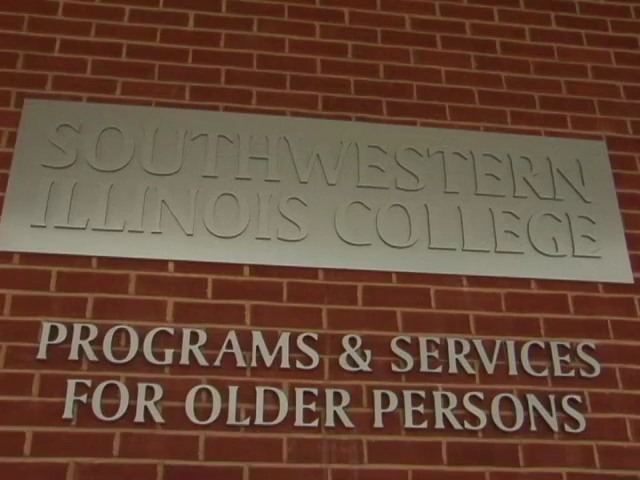 SOUTHWESTERN
ILLINOIS COLLEGE
PROGRAMS & SERVICES
FOR OLDER PERSONS